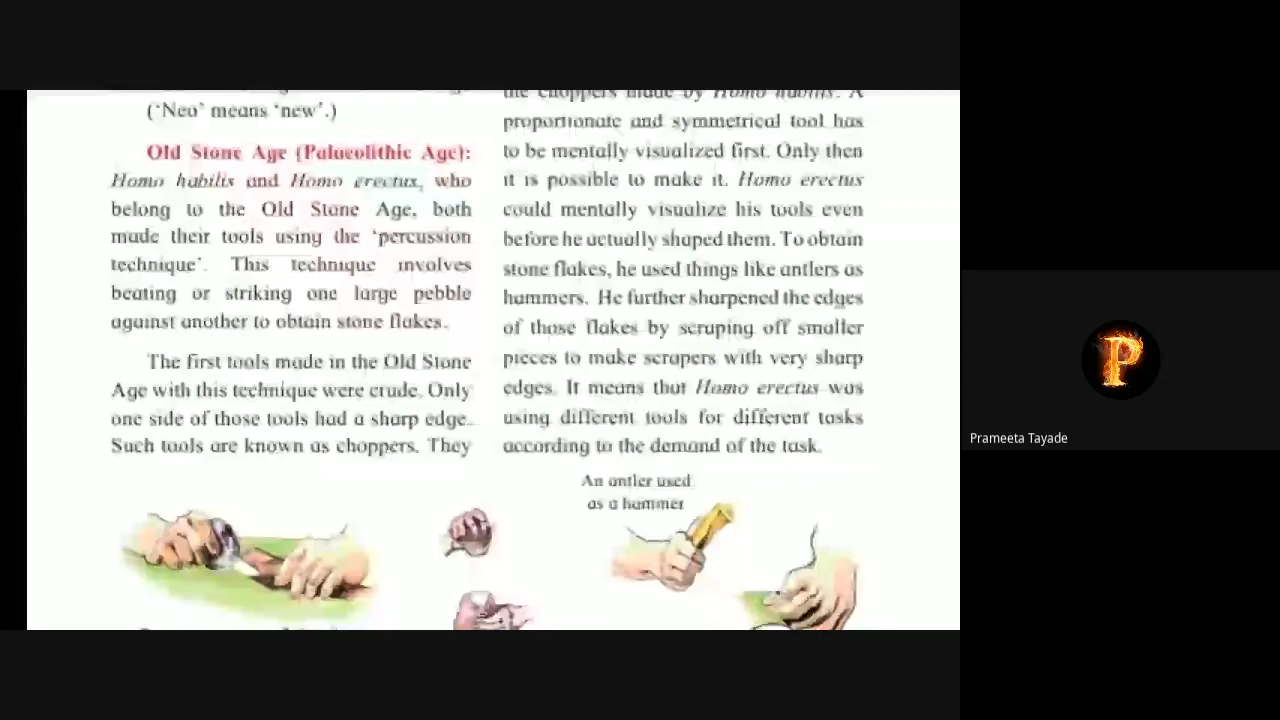 ('Neo' means 'new'.)
Old Stone Age (Palaeolithic Age):
Homo habilis and Homo erectus, who
belong to the Old Stone Age, both
made their tools using the 'percussion
technique'. This technique involves
beating or striking one large pebble
against another to obtain stone flakes.
The first tools made in the Old Stone
Age with this technique were crude. Only
one side of those tools had a sharp edge.
Such tools are known as choppers. They
the choppers made by Homo habilis. A
proportionate and symmetrical tool has
to be mentally visualized first. Only then
it is possible to make it. Homo erectus
could mentally visualize his tools even
before he actually shaped them. To obtain
stone flakes, he used things like antlers as
hammers. He further sharpened the edges
of those flakes by scraping off smaller
pieces to make scrapers with very sharp
edges. It means that Homo erectus was
using different tools for different tasks
according to the demand of the task.
An antler used
as a hammer
P
Prameeta Tayade